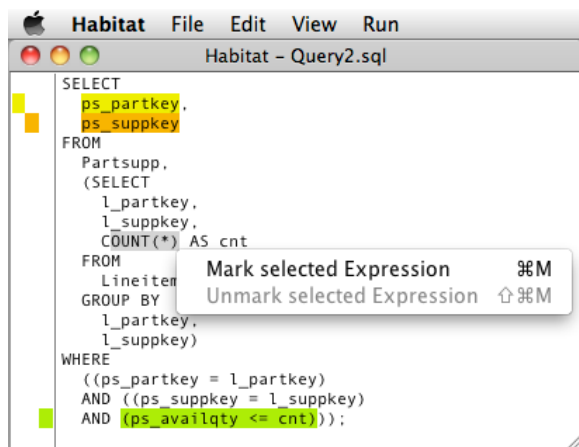 Habitat File Edit View Run
Habitat – Query2.sql
SELECT
ps_partkey,
ps_suppkey
FROM
Partsupp,
(SELECT
l_partkey,
l_suppkey,
COUNT(*) AS cnt
FROM
Mark selected Expression ⌘M
Lineitem
Unmark selected Expression ⇧⌘M
GROUP BY
l_partkey,
l_suppkey)
WHERE
((ps_partkey = l_partkey)
AND ((ps_suppkey = l_suppkey)
AND (ps_availqty <= cnt)));